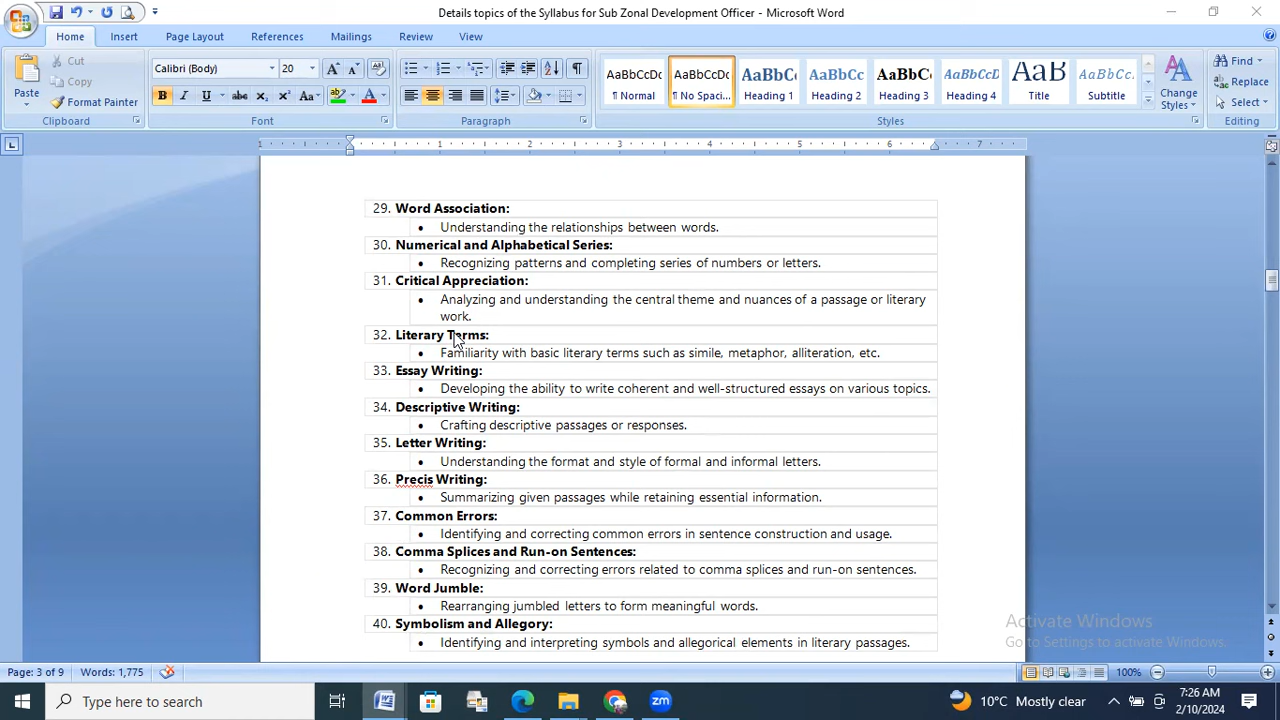 Details topics of the Syllabus for Sub Zonal Development Officer - Microsoft Word
Home Insert Page Layout References Mailings Review View
Paste
Cut
Copy
Format Painter
Clipboard
Calibri (Body) 20
Font
Paragraph
AaBbCcDc AaBbCcDc AaBbC AaBbCc AaBbCc AaBbCcD AaB AaBbCc
¶ Normal ¶ No Spaci... Heading 1 Heading 2 Heading 3 Heading 4 Title Subtitle
Change Styles
Styles
Find
Replace
Select
Editing
1 1 2 3 4 5 6 7
29. Word Association:
• Understanding the relationships between words.
30. Numerical and Alphabetical Series:
• Recognizing patterns and completing series of numbers or letters.
31. Critical Appreciation:
• Analyzing and understanding the central theme and nuances of a passage or literary
work.
32. Literary Terms:
• Familiarity with basic literary terms such as simile, metaphor, alliteration, etc.
33. Essay Writing:
• Developing the ability to write coherent and well-structured essays on various topics.
34. Descriptive Writing:
• Crafting descriptive passages or responses.
35. Letter Writing:
• Understanding the format and style of formal and informal letters.
36. Precis Writing:
• Summarizing given passages while retaining essential information.
37. Common Errors:
• Identifying and correcting common errors in sentence construction and usage.
38. Comma Splices and Run-on Sentences:
• Recognizing and correcting errors related to comma splices and run-on sentences.
39. Word Jumble:
• Rearranging jumbled letters to form meaningful words.
40. Symbolism and Allegory:
• Identifying and interpreting symbols and allegorical elements in literary passages.
Activate Windows
Go to Settings to activate Windows.
Page: 3 of 9 Words: 1,775 100%
Type here to search
10°C Mostly clear
7:26 AM
2/10/2024